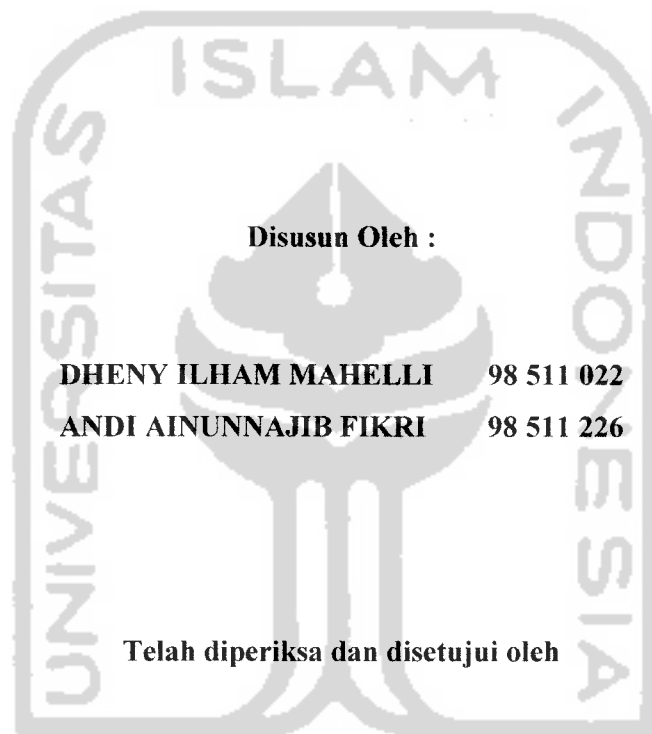 UNIVERSITAS ISLAM INDONESIA
Disusun Oleh :
DHENY ILHAM MAHELLI 98 511 022
ANDI AINUNNAJIB FIKRI 98 511 226
Telah diperiksa dan disetujui oleh